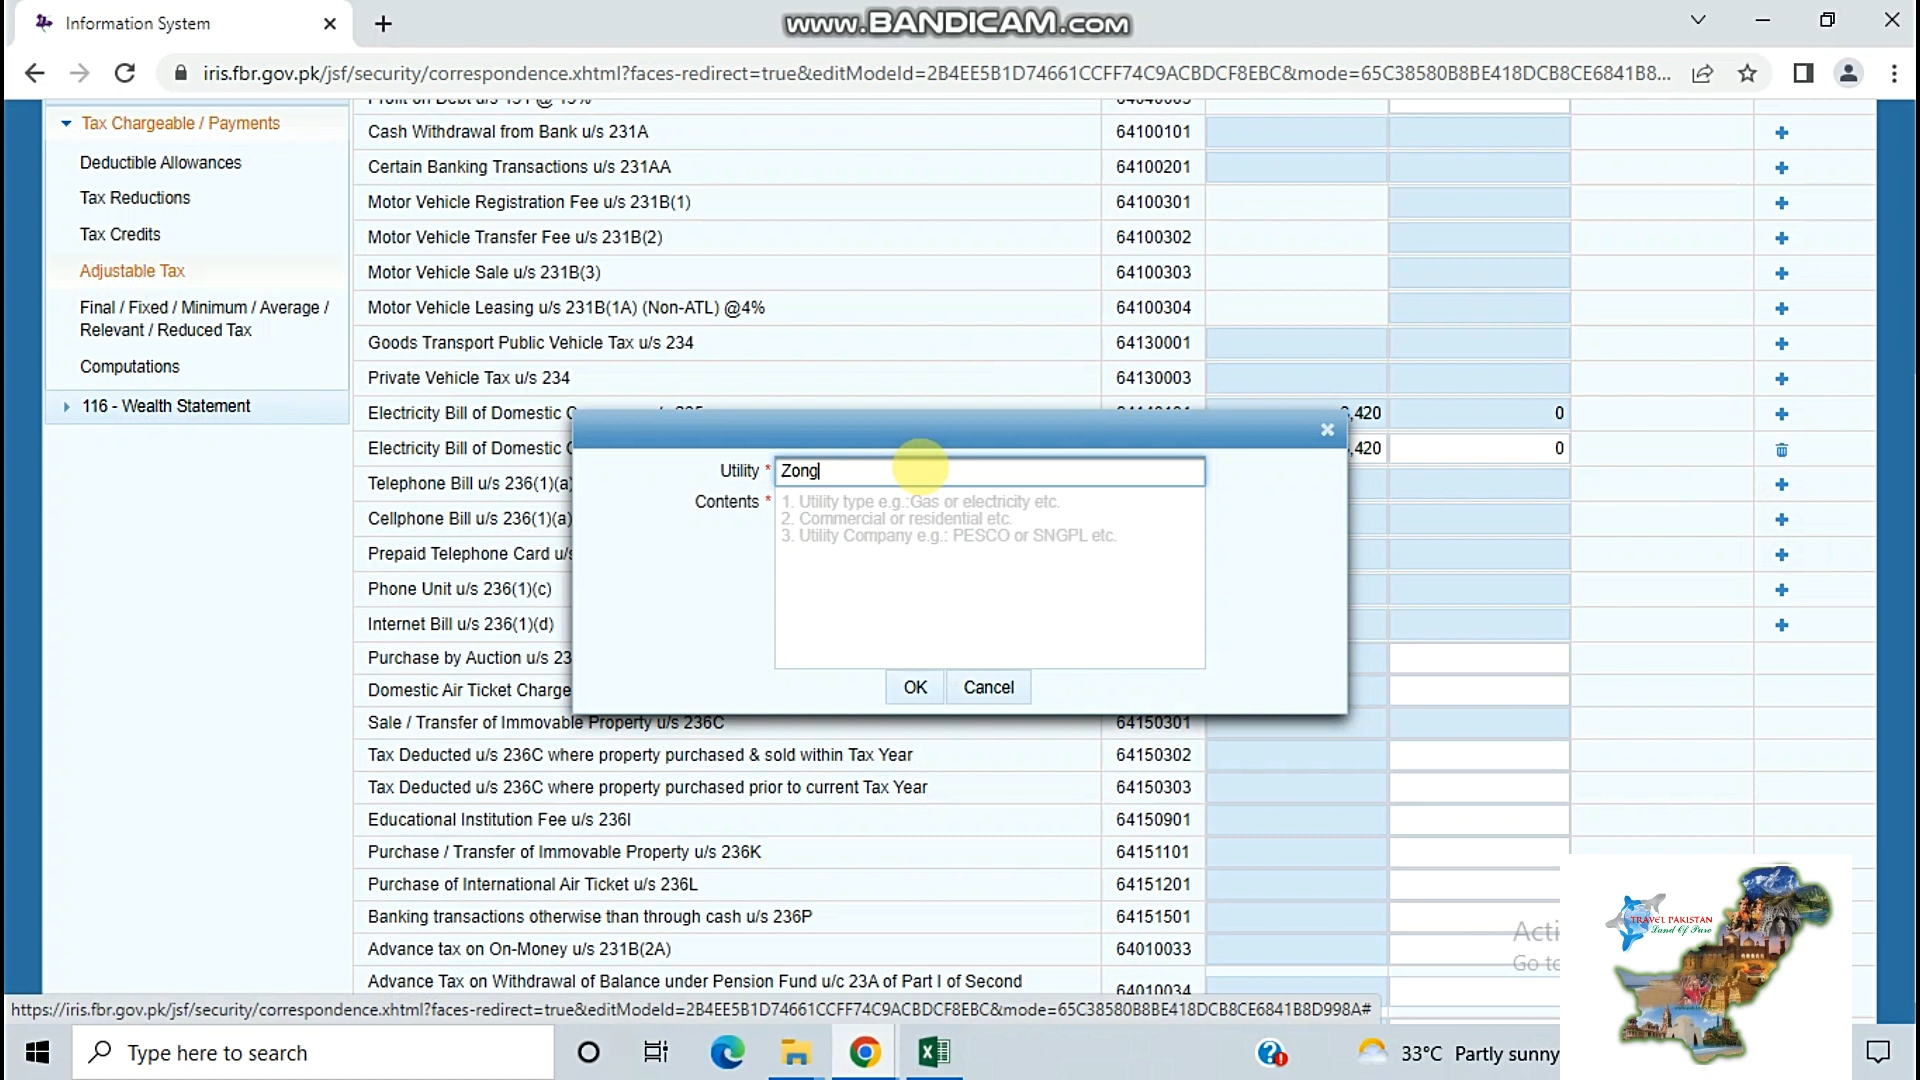 Information System
www.BANDICAM.com
iris.fbr.gov.pk/jsf/security/correspondence.xhtml?faces-redirect=true&editModeId=2B4EE5B1D74661CCFF74C9ACBDCF8EBC&mode=65C38580B8BE418DCB8CE6841B8...
Tax Chargeable / Payments
Deductible Allowances
Tax Reductions
Tax Credits
Adjustable Tax
Final / Fixed / Minimum / Average /
Relevant / Reduced Tax
Computations
116 - Wealth Statement
Cash Withdrawal from Bank u/s 231A 64100101
Certain Banking Transactions u/s 231AA 64100201
Motor Vehicle Registration Fee u/s 231B(1) 64100301
Motor Vehicle Transfer Fee u/s 231B(2) 64100302
Motor Vehicle Sale u/s 231B(3) 64100303
Motor Vehicle Leasing u/s 231B(1A) (Non-ATL) @4% 64100304
Goods Transport Public Vehicle Tax u/s 234 64130001
Private Vehicle Tax u/s 234 64130003
Electricity Bill of Domestic ,420 0
Electricity Bill of Domestic ,420 0
Telephone Bill u/s 236(1)(a)
Cellphone Bill u/s 236(1)(a)
Prepaid Telephone Card u/s
Phone Unit u/s 236(1)(c)
Internet Bill u/s 236(1)(d)
Purchase by Auction u/s 23
Domestic Air Ticket Charge
Utility * Zong
Contents *
1. Utility type e.g.:Gas or electricity etc.
2. Commercial or residential etc.
3. Utility Company e.g.: PESCO or SNGPL etc.
OK Cancel
Sale / Transfer of Immovable Property u/s 236C 64150301
Tax Deducted u/s 236C where property purchased & sold within Tax Year 64150302
Tax Deducted u/s 236C where property purchased prior to current Tax Year 64150303
Educational Institution Fee u/s 236I 64150901
Purchase / Transfer of Immovable Property u/s 236K 64151101
Purchase of International Air Ticket u/s 236L 64151201
Banking transactions otherwise than through cash u/s 236P 64151501
Advance tax on On-Money u/s 231B(2A) 64010033
Advance Tax on Withdrawal of Balance under Pension Fund u/c 23A of Part I of Second 64010034
Acti
Go to
TRAVEL PAKISTAN
Land Of Pure
https://iris.fbr.gov.pk/jsf/security/correspondence.xhtml?faces-redirect=true&editModeId=2B4EE5B1D74661CCFF74C9ACBDCF8EBC&mode=65C38580B8BE418DCB8CE6841B8D998A#
Type here to search
33°C Partly sunny